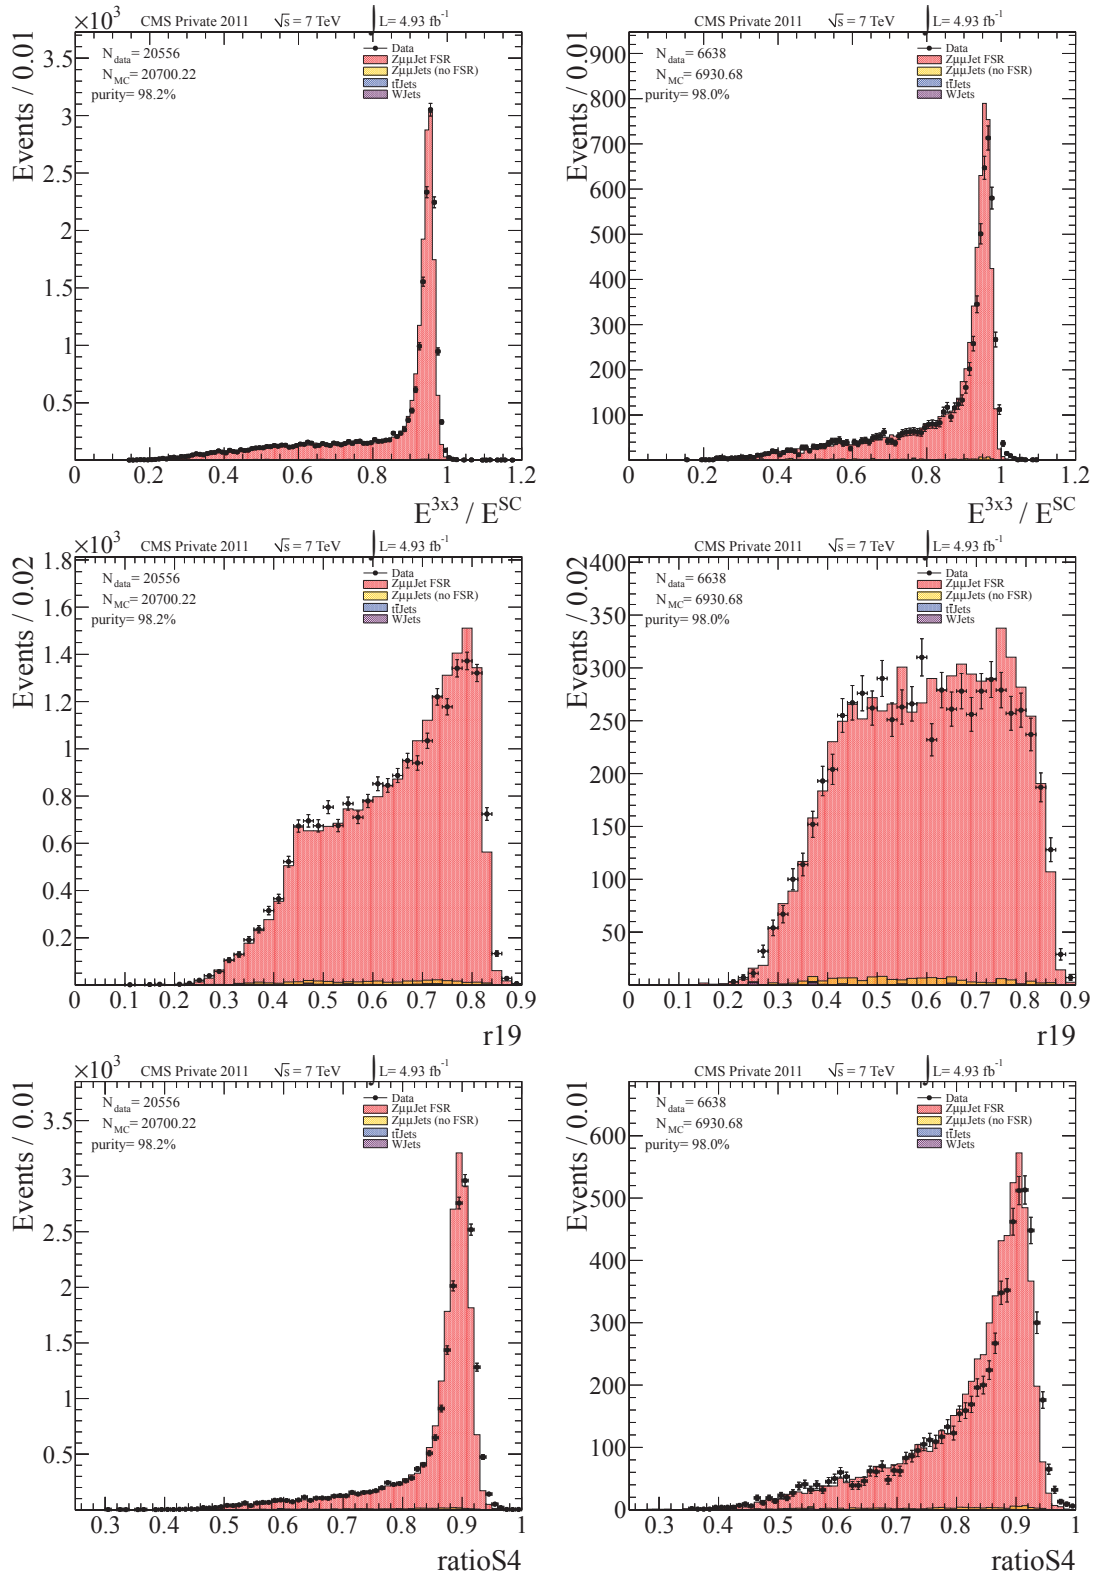 ×10³ CMS Private 2011 √s = 7 TeV L= 4.93 fb⁻¹
Events / 0.01
N_data = 20556
N_MC = 20700.22
purity= 98.2%
Data
ZμμJet FSR
ZμμJets (no FSR)
tt̄Jets
WJets
3.5
3
2.5
2
1.5
1
0.5
0 0.2 0.4 0.6 0.8 1 1.2
E^3x3 / E^SC
CMS Private 2011 √s = 7 TeV L= 4.93 fb⁻¹
Events / 0.01
N_data = 6638
N_MC = 6930.68
purity= 98.0%
Data
ZμμJet FSR
ZμμJets (no FSR)
tt̄Jets
WJets
900
800
700
600
500
400
300
200
100
0 0.2 0.4 0.6 0.8 1 1.2
E^3x3 / E^SC
×10³ CMS Private 2011 √s = 7 TeV L= 4.93 fb⁻¹
Events / 0.02
N_data = 20556
N_MC = 20700.22
purity= 98.2%
Data
ZμμJet FSR
ZμμJets (no FSR)
tt̄Jets
WJets
1.8
1.6
1.4
1.2
1
0.8
0.6
0.4
0.2
0 0.1 0.2 0.3 0.4 0.5 0.6 0.7 0.8 0.9
r19
CMS Private 2011 √s = 7 TeV L= 4.93 fb⁻¹
Events / 0.02
N_data = 6638
N_MC = 6930.68
purity= 98.0%
Data
ZμμJet FSR
ZμμJets (no FSR)
tt̄Jets
WJets
400
350
300
250
200
150
100
50
0 0.1 0.2 0.3 0.4 0.5 0.6 0.7 0.8 0.9
r19
×10³ CMS Private 2011 √s = 7 TeV L= 4.93 fb⁻¹
Events / 0.01
N_data = 20556
N_MC = 20700.22
purity= 98.2%
Data
ZμμJet FSR
ZμμJets (no FSR)
tt̄Jets
WJets
3.5
3
2.5
2
1.5
1
0.5
0.3 0.4 0.5 0.6 0.7 0.8 0.9 1
ratioS4
CMS Private 2011 √s = 7 TeV L= 4.93 fb⁻¹
Events / 0.01
N_data = 6638
N_MC = 6930.68
purity= 98.0%
Data
ZμμJet FSR
ZμμJets (no FSR)
tt̄Jets
WJets
600
500
400
300
200
100
0
0.3 0.4 0.5 0.6 0.7 0.8 0.9 1
ratioS4